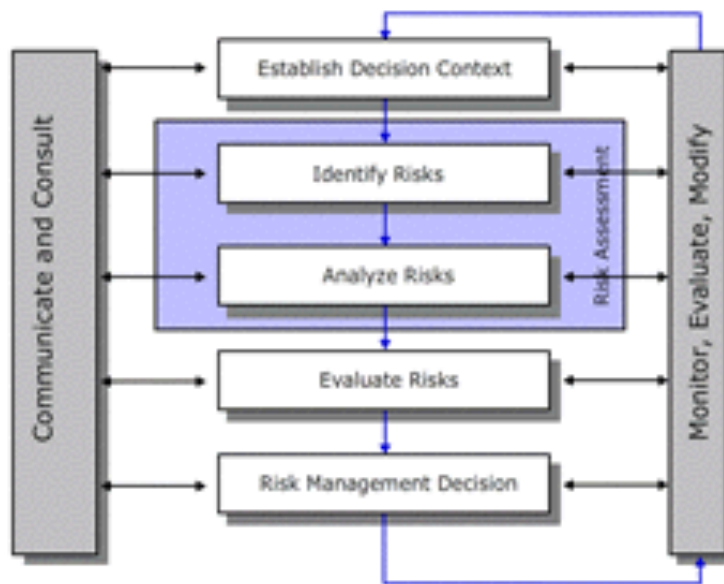 Establish Decision Context
Identify Risks
Analyze Risks
Risk Assessment
Evaluate Risks
Risk Management Decision
Communicate and Consult
Monitor, Evaluate, Modify